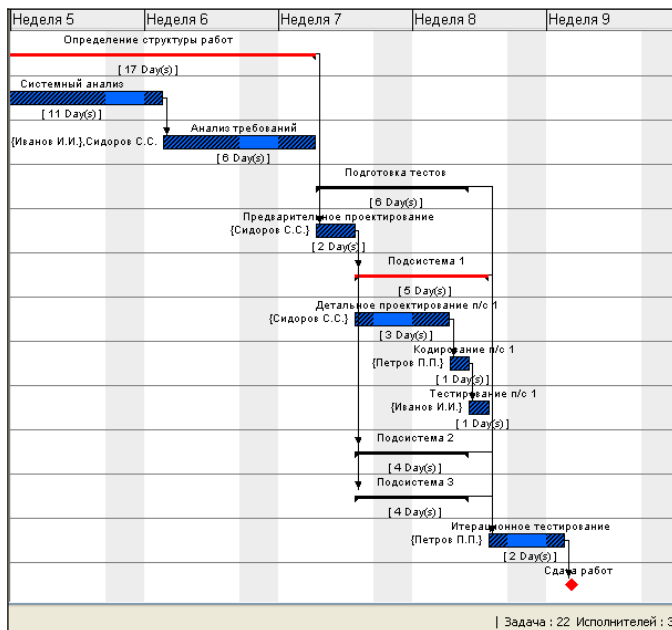 Неделя 5 Неделя 6 Неделя 7 Неделя 8 Неделя 9
Определение структуры работ
[ 17 Day(s) ]
Системный анализ
[ 11 Day(s) ]
Анализ требований
{Иванов И.И.},Сидоров С.С.
[ 6 Day(s) ]
Подготовка тестов
[ 6 Day(s) ]
Предварительное проектирование
{Сидоров С.С.}
[ 2 Day(s) ]
Подсистема 1
[ 5 Day(s) ]
Детальное проектирование п/с 1
{Сидоров С.С.}
[ 3 Day(s) ]
Кодирование п/с 1
{Петров П.П.}
[ 1 Day(s) ]
Тестирование п/с 1
{Иванов И.И.}
[ 1 Day(s) ]
Подсистема 2
[ 4 Day(s) ]
Подсистема 3
[ 4 Day(s) ]
Итерационное тестирование
{Петров П.П.}
[ 2 Day(s) ]
Сдача работ
Задача : 22 Исполнителей : 3